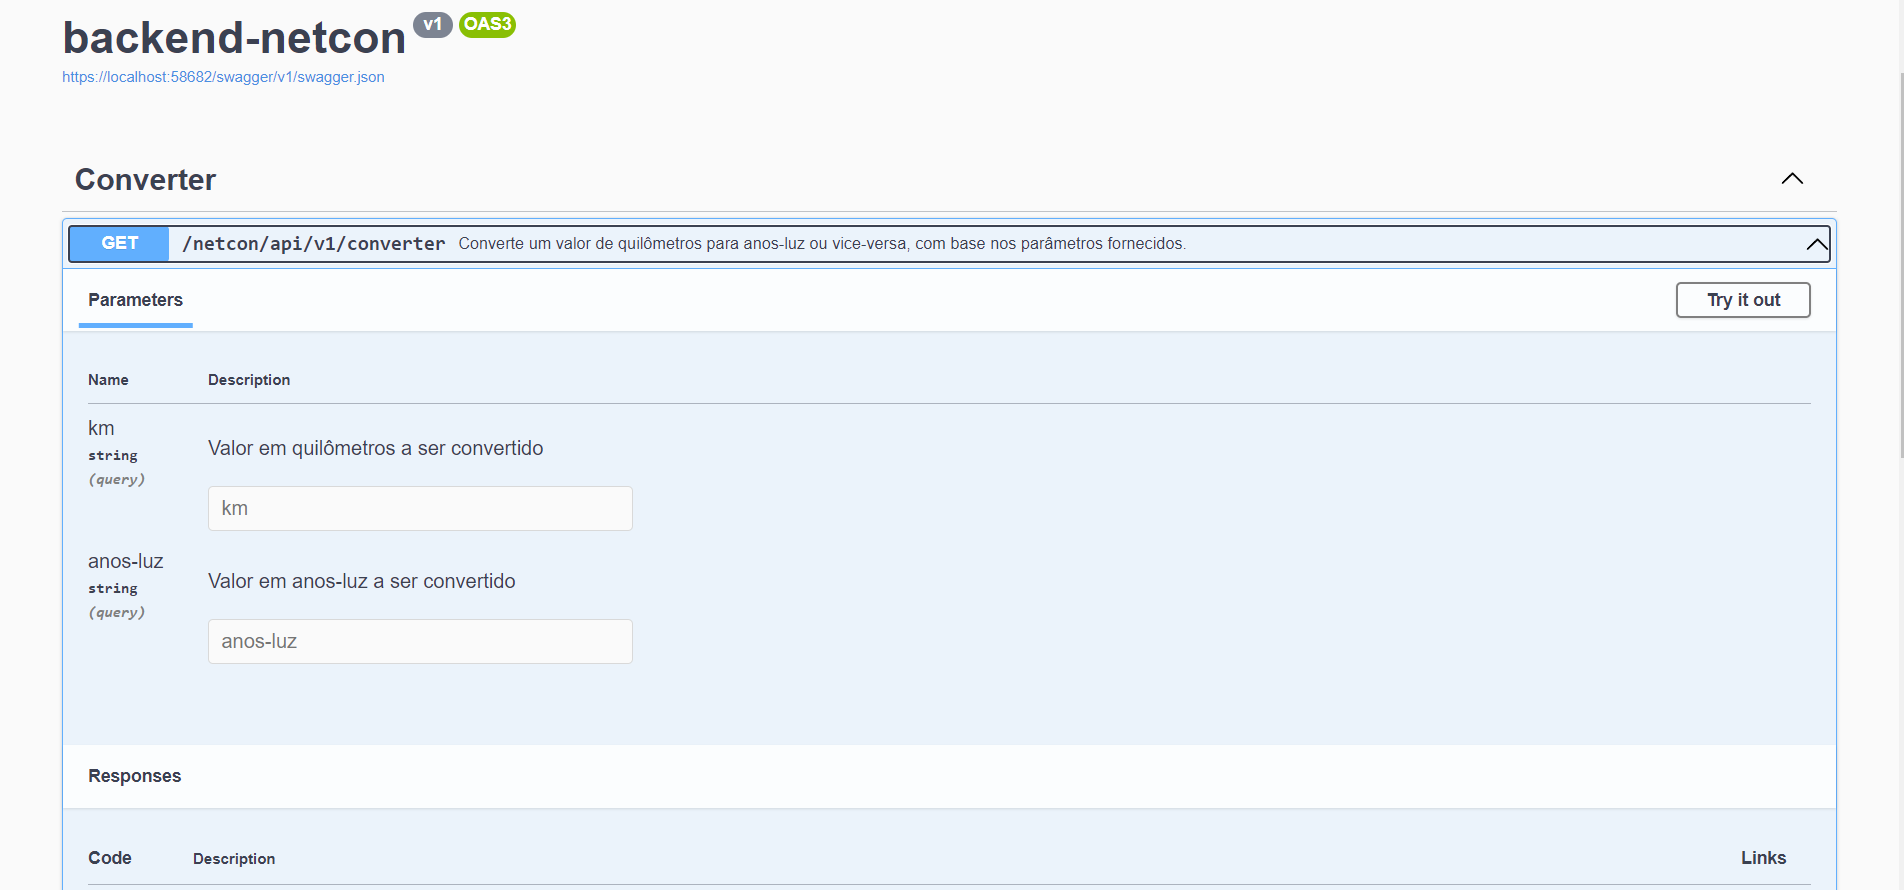 backend-netcon v1 OAS3
https://localhost:58682/swagger/v1/swagger.json
Converter
GET /netcon/api/v1/converter Converte um valor de quilômetros para anos-luz ou vice-versa, com base nos parâmetros fornecidos.
Parameters Try it out
Name Description
km
string
(query)
Valor em quilômetros a ser convertido
km
anos-luz
string
(query)
Valor em anos-luz a ser convertido
anos-luz
Responses
Code Description Links